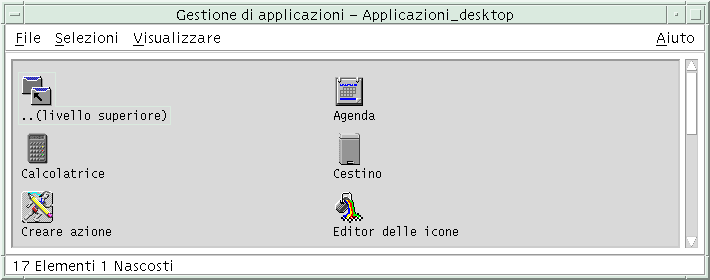 Gestione di applicazioni – Applicazioni_desktop
File Selezioni Visualizzare Aiuto
..(livello superiore) Agenda
Calcolatrice Cestino
Creare azione Editor delle icone
17 Elementi 1 Nascosti